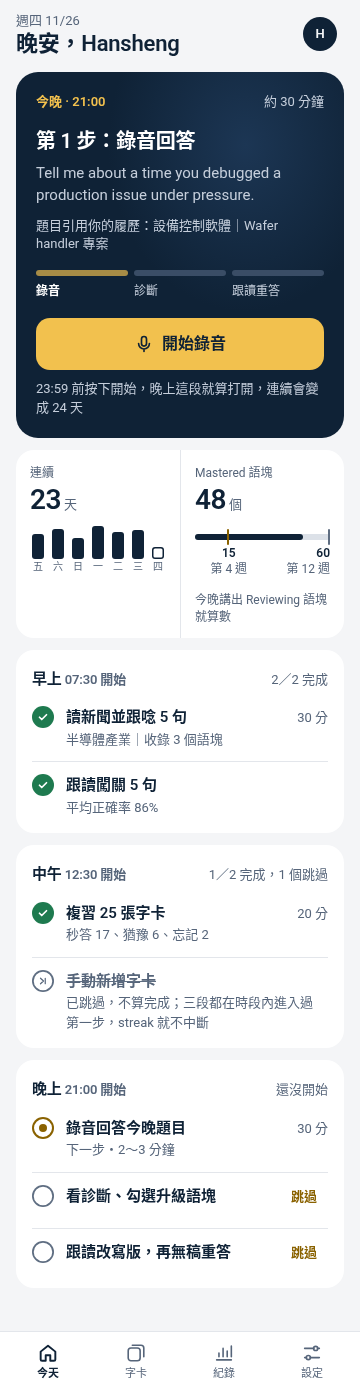 週四 11/26
晚安，Hansheng
H
今晚 · 21:00
約 30 分鐘
第 1 步：錄音回答
Tell me about a time you debugged a
production issue under pressure.
題目引用你的履歷：設備控制軟體｜Wafer
handler 專案
錄音
診斷
跟讀重答
開始錄音
23:59 前按下開始，晚上這段就算打開，連續會變
成 24 天
連續
23 天
五 六 日 一 二 三 四
Mastered 語塊
48 個
15
60
第 4 週
第 12 週
今晚講出 Reviewing 語塊
就算數
早上 07:30 開始
2／2 完成
讀新聞並跟唸 5 句
30 分
半導體產業｜收錄 3 個語塊
跟讀闖關 5 句
平均正確率 86%
中午 12:30 開始
1／2 完成，1 個跳過
複習 25 張字卡
20 分
秒答 17、猶豫 6、忘記 2
手動新增字卡
已跳過，不算完成；三段都在時段內進入過
第一步，streak 就不中斷
晚上 21:00 開始
還沒開始
錄音回答今晚題目
30 分
下一步・2～3 分鐘
看診斷、勾選升級語塊
跳過
跟讀改寫版，再無稿重答
跳過
今天
字卡
紀錄
設定